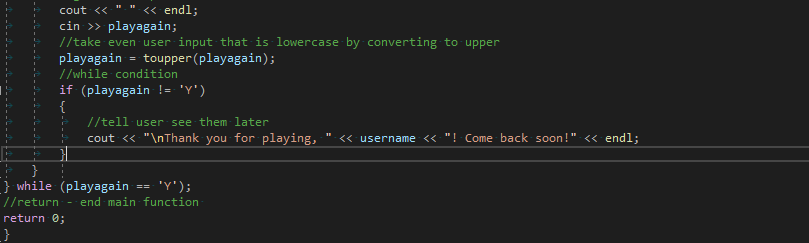 cout << " " << endl;
cin >> playagain;
//take even user input that is lowercase by converting to upper
playagain = toupper(playagain);
//while condition
if (playagain != 'Y')
{
//tell user see them later
cout << "\nThank you for playing, " << username << "! Come back soon!" << endl;
}
}
} while (playagain == 'Y');
//return - end main function
return 0;
}